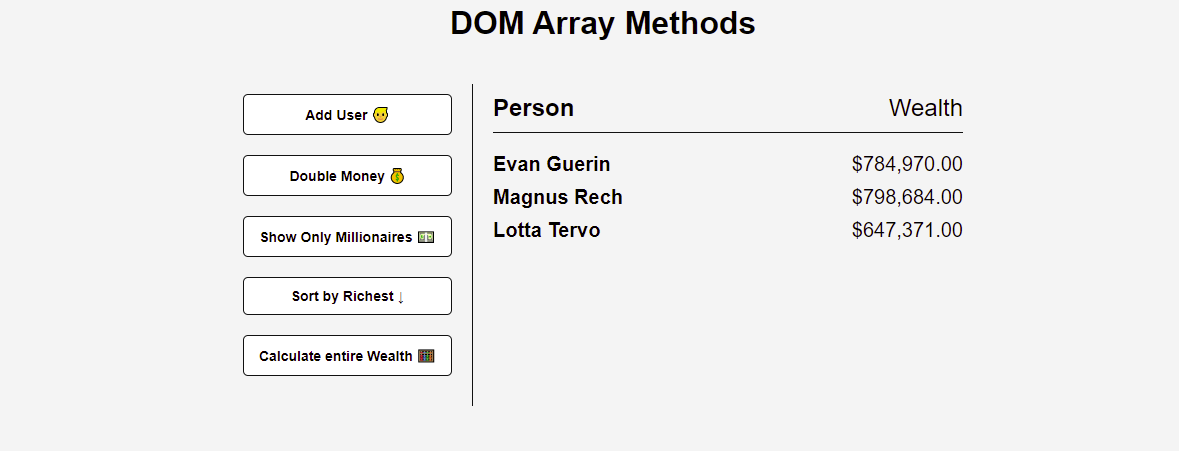 DOM Array Methods
Add User 👱
Double Money 💰
Show Only Millionaires 💵
Sort by Richest ↓
Calculate entire Wealth 🧮
Person Wealth
Evan Guerin $784,970.00
Magnus Rech $798,684.00
Lotta Tervo $647,371.00